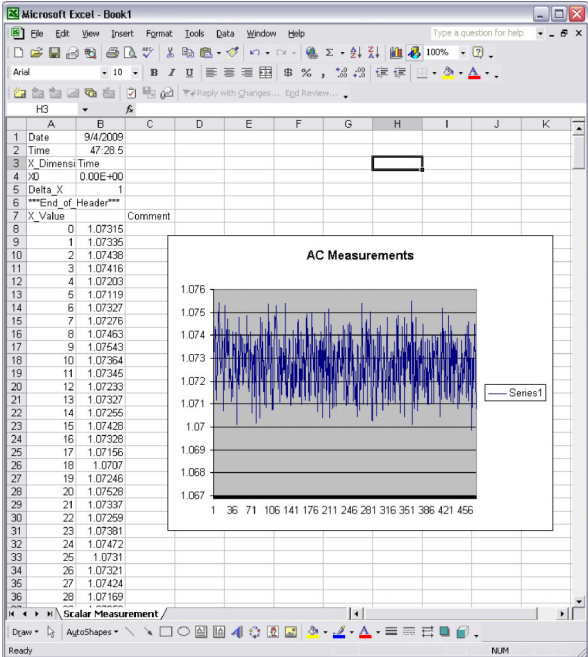 Microsoft Excel - Book1
File Edit View Insert Format Tools Data Window Help Type a question for help
100%
Arial 10 B I U $ % ,
Reply with Changes... End Review...
H3 fx
A B C D E F G H I J K
1 Date 9/4/2009
2 Time 47:28.5
3 X_Dimensi Time
4 X0 0.00E+00
5 Delta_X 1
6 ***End_of_Header***
7 X_Value Comment
8 0 1.07315
9 1 1.07335
10 2 1.07438
11 3 1.07416
12 4 1.07203
13 5 1.07119
14 6 1.07327
15 7 1.07276
16 8 1.07463
17 9 1.07543
18 10 1.07364
19 11 1.07345
20 12 1.07233
21 13 1.07327
22 14 1.07255
23 15 1.07428
24 16 1.07328
25 17 1.07156
26 18 1.0707
27 19 1.07246
28 20 1.07528
29 21 1.07337
30 22 1.07259
31 23 1.07381
32 24 1.07472
33 25 1.0731
34 26 1.07321
35 27 1.07424
36 28 1.07169
AC Measurements
1.076
1.075
1.074
1.073
1.072
1.071
1.07
1.069
1.068
1.067
1 36 71 106 141 176 211 246 281 316 351 386 421 456
Series1
Scalar Measurement
Draw AutoShapes
Ready NUM